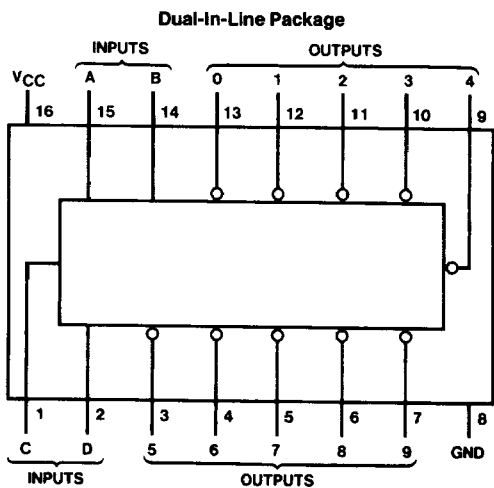 Dual-In-Line Package
INPUTS OUTPUTS
VCC A B 0 1 2 3 4
16 15 14 13 12 11 10 9
1 2 3 4 5 6 7 8
C D 5 6 7 8 9 GND
INPUTS OUTPUTS